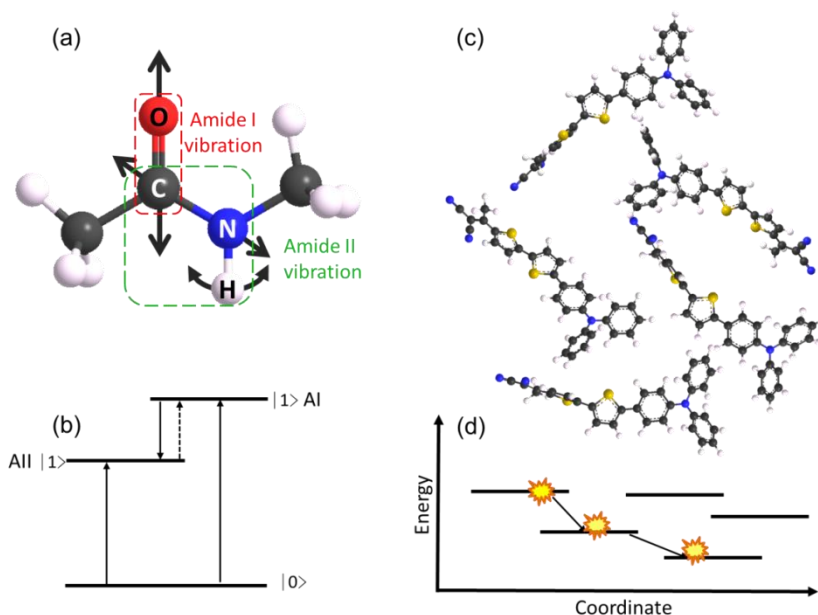 (a)
O
Amide I
vibration
C
N
Amide II
vibration
H
(b)
|1> AI
AII |1>
|0>
(c)
(d)
Energy
Coordinate